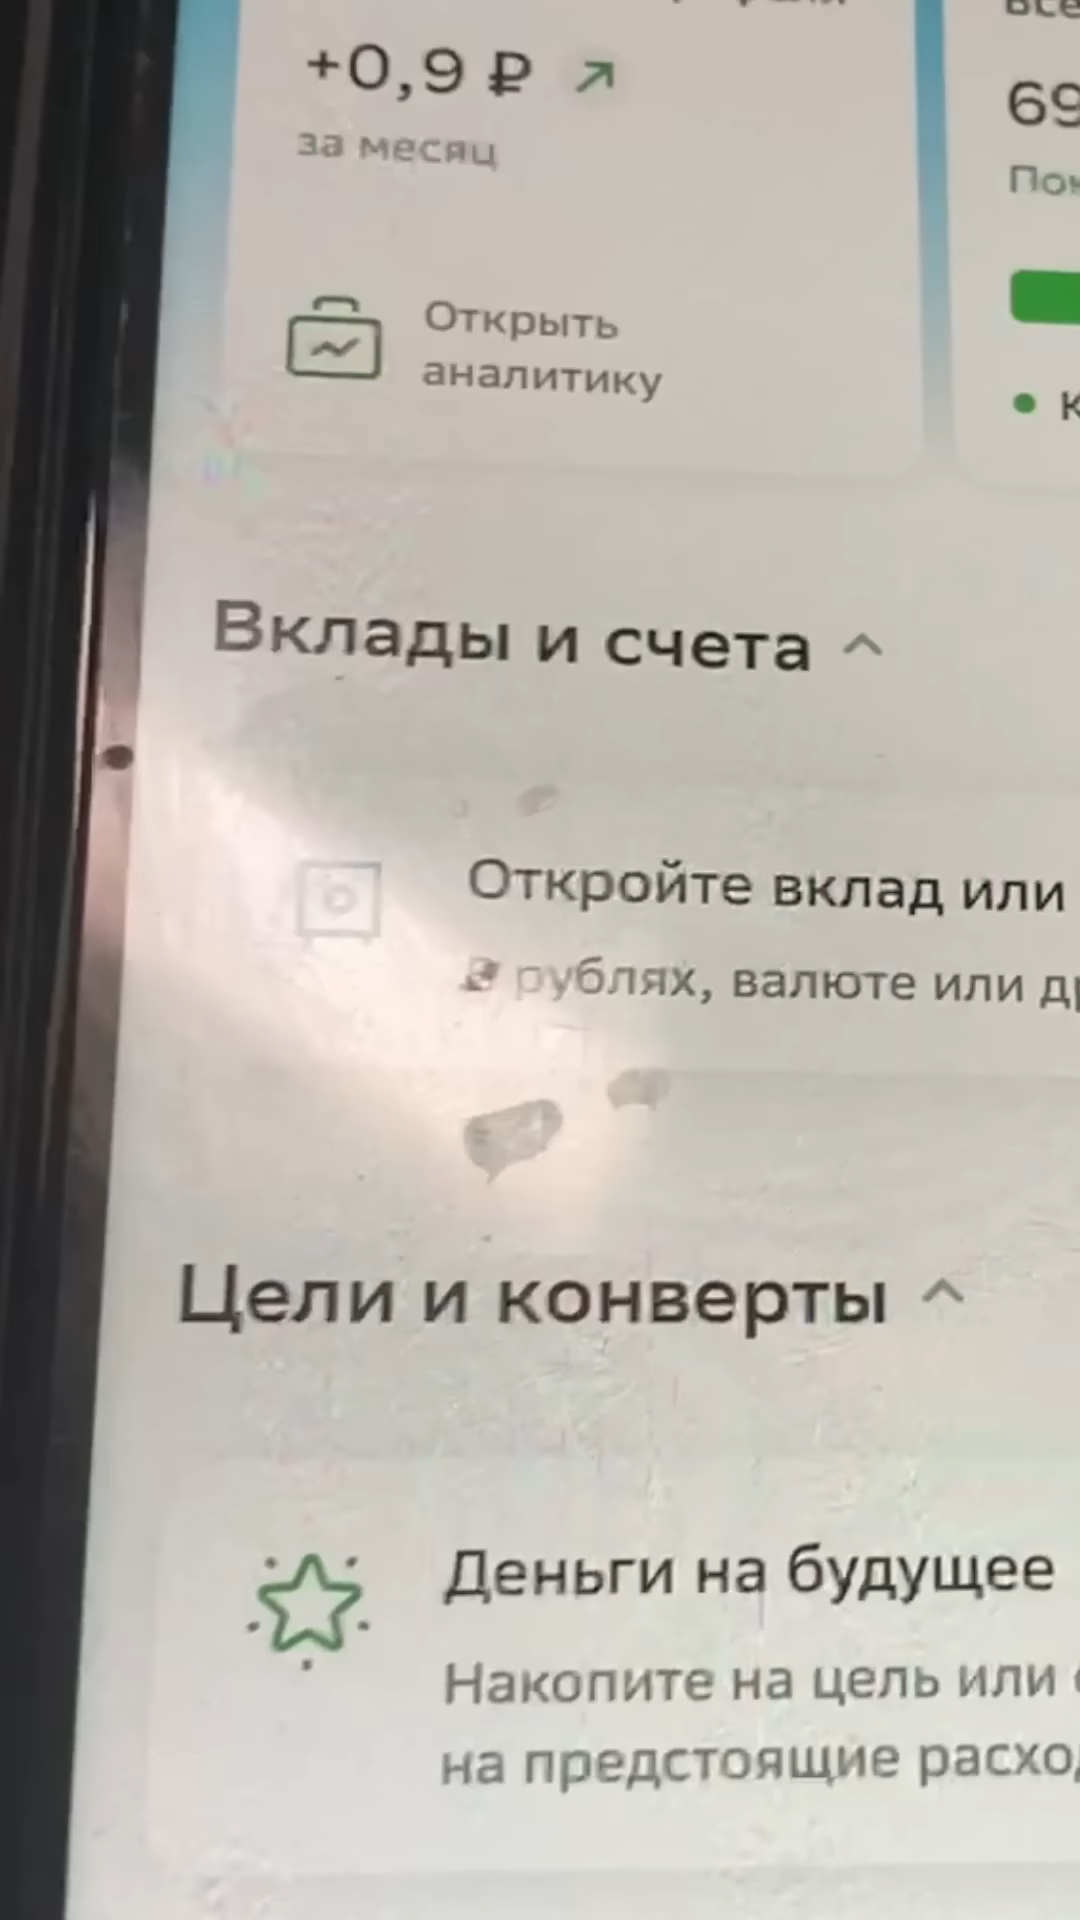 +0,9 ₽
69
за месяц
Открыть
аналитику
Вклады и счета
Откройте вклад или
рублях, валюте или
Цели и конверты
Деньги на будущее
Накопите на цель или
на предстоящие